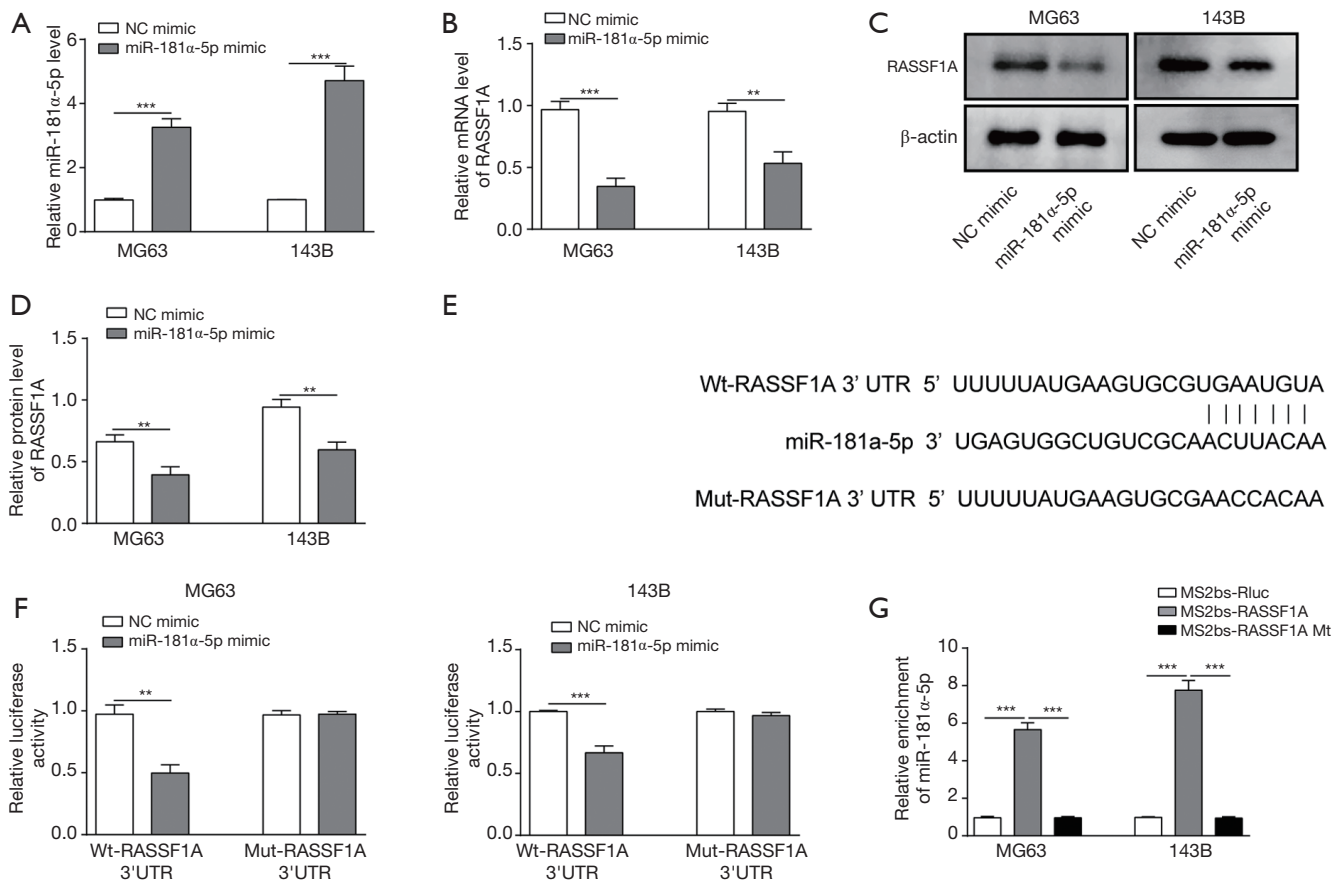 A
NC mimic
miR-181α-5p mimic
Relative miR-181α-5p level
8
6
4
2
0
***
***
MG63
143B
B
NC mimic
miR-181α-5p mimic
Relative mRNA level
of RASSF1A
1.5
1.0
0.5
0.0
***
**
MG63
143B
C
MG63
143B
RASSF1A
β-actin
NC mimic
miR-181α-5p
mimic
NC mimic
miR-181α-5p
mimic
D
NC mimic
miR-181α-5p mimic
Relative protein level
of RASSF1A
1.5
1.0
0.5
0.0
**
**
MG63
143B
E
Wt-RASSF1A 3' UTR 5' UUUUUAUGAAGUGCGUGAAUGUA
miR-181a-5p 3' UGAGUGGCUGUCGCAACUUACAA
Mut-RASSF1A 3' UTR 5' UUUUUAUGAAGUGCGAACCACAA
F
MG63
NC mimic
miR-181α-5p mimic
Relative luciferase
activity
1.5
1.0
0.5
0.0
**
Wt-RASSF1A
3'UTR
Mut-RASSF1A
3'UTR
143B
NC mimic
miR-181α-5p mimic
Relative luciferase
activity
1.5
1.0
0.5
0.0
***
Wt-RASSF1A
3'UTR
Mut-RASSF1A
3'UTR
G
MS2bs-Rluc
MS2bs-RASSF1A
MS2bs-RASSF1A Mt
Relative enrichment
of miR-181α-5p
10
8
6
4
2
0
*** ***
*** ***
MG63
143B